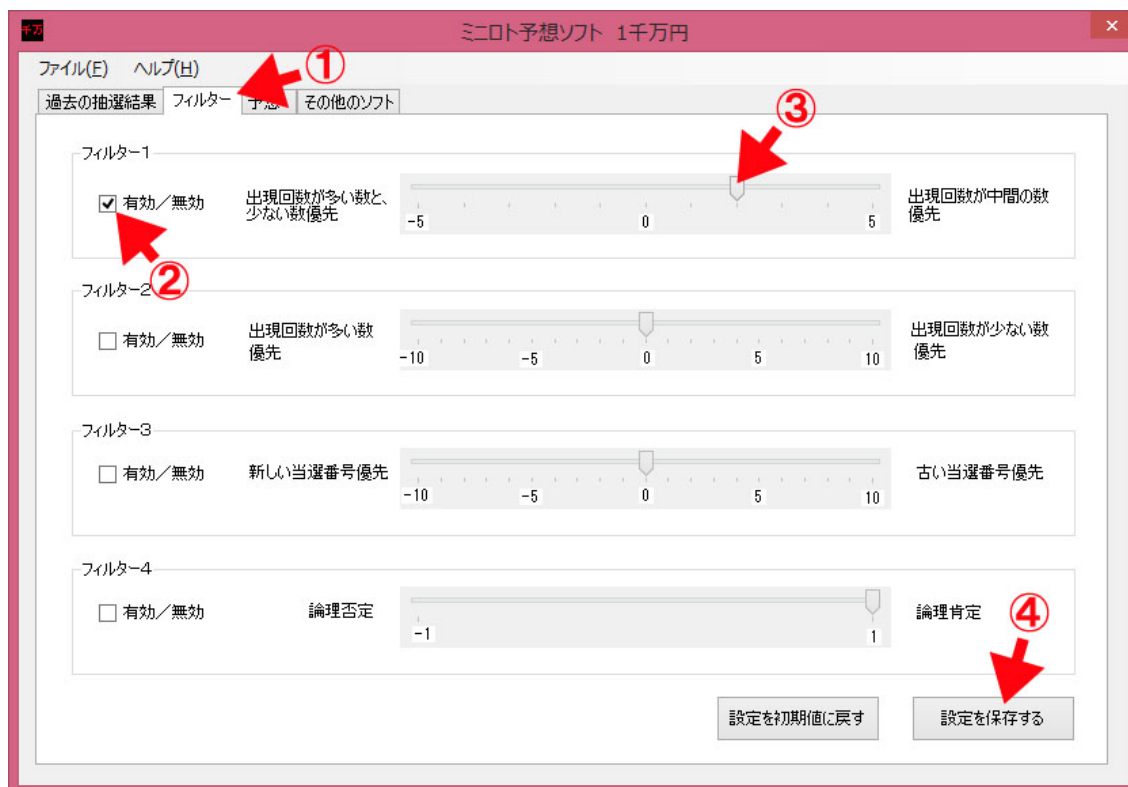 千万
ミニロト予想ソフト 1千万円
×
ファイル(F) ヘルプ(H)
①
過去の抽選結果 フィルター 予想 その他のソフト
③
フィルター1
有効／無効
出現回数が多い数と、
少ない数優先
-5 0 5
出現回数が中間の数
優先
②
フィルター2
有効／無効
出現回数が多い数
優先
-10 -5 0 5 10
出現回数が少ない数
優先
フィルター3
有効／無効
新しい当選番号優先
-10 -5 0 5 10
古い当選番号優先
フィルター4
有効／無効
論理否定
-1 1
論理肯定
④
設定を初期値に戻す 設定を保存する